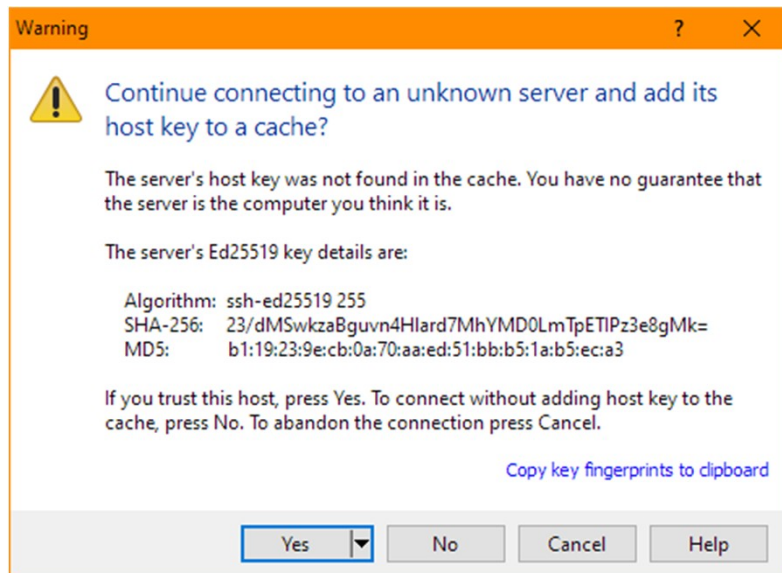 Warning
Continue connecting to an unknown server and add its
host key to a cache?
The server's host key was not found in the cache. You have no guarantee that
the server is the computer you think it is.
The server's Ed25519 key details are:
Algorithm: ssh-ed25519 255
SHA-256: 23/dMSwkzaBguvn4HIard7MhYMD0LmTpETIPz3e8gMk=
MD5: b1:19:23:9e:cb:0a:70:aa:ed:51:bb:b5:1a:b5:ec:a3
If you trust this host, press Yes. To connect without adding host key to the
cache, press No. To abandon the connection press Cancel.
Copy key fingerprints to clipboard
Yes No Cancel Help